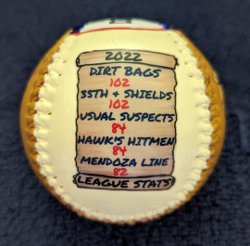 2022
DIRT BAGS
102
35TH & SHIELDS
102
USUAL SUSPECTS
84
HAWK'S HITMEN
84
MENDOZA LINE
82
LEAGUE STATS